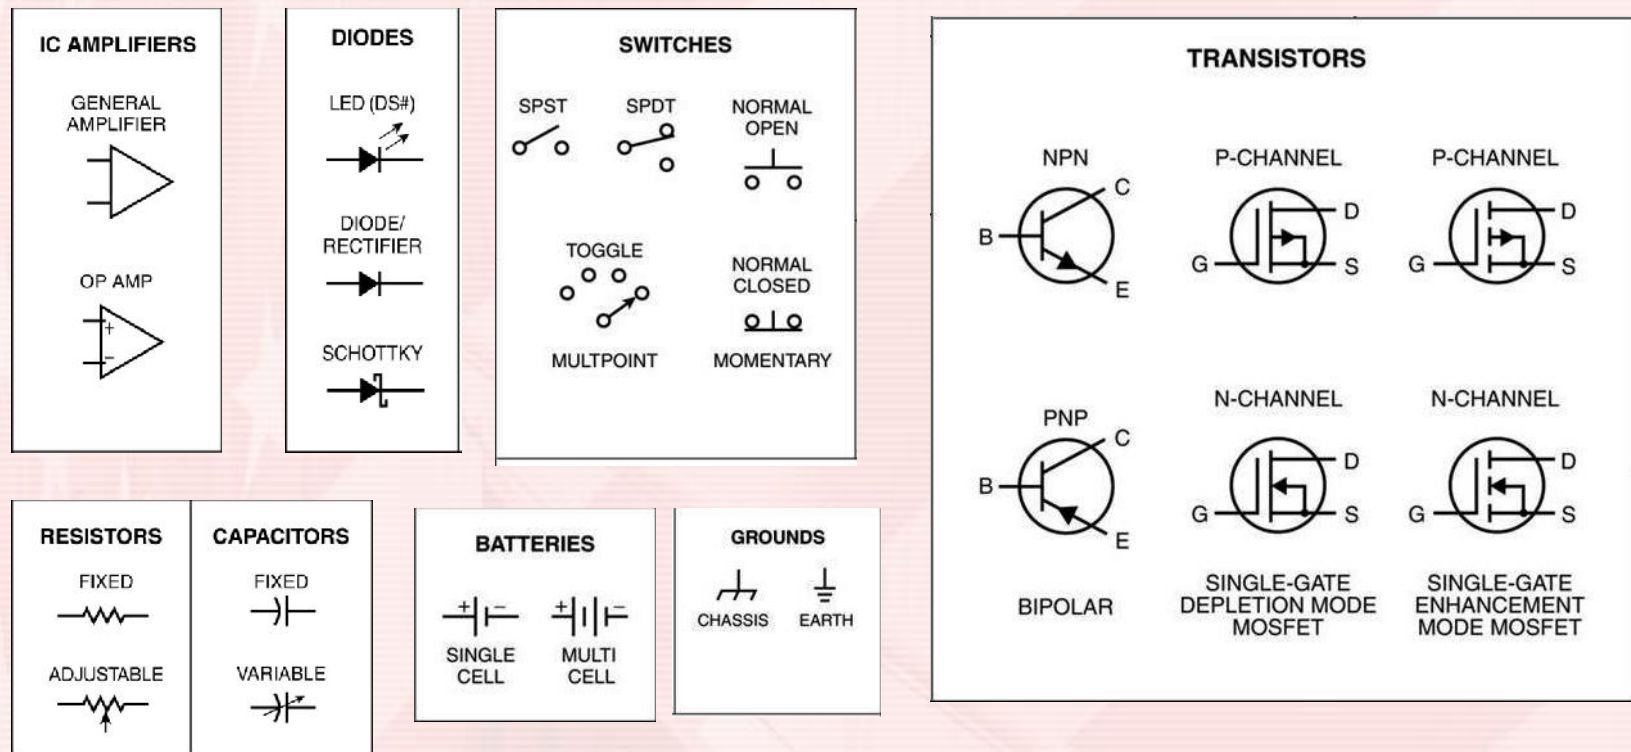 IC AMPLIFIERS
GENERAL
AMPLIFIER
OP AMP
+
−
DIODES
LED (DS#)
DIODE/
RECTIFIER
SCHOTTKY
SWITCHES
SPST
SPDT
NORMAL
OPEN
TOGGLE
MULTPOINT
NORMAL
CLOSED
MOMENTARY
TRANSISTORS
NPN
B
C
E
P-CHANNEL
D
G
S
P-CHANNEL
D
G
S
PNP
B
C
E
BIPOLAR
N-CHANNEL
D
G
S
SINGLE-GATE
DEPLETION MODE
MOSFET
N-CHANNEL
D
G
S
SINGLE-GATE
ENHANCEMENT
MODE MOSFET
RESISTORS
FIXED
ADJUSTABLE
CAPACITORS
FIXED
VARIABLE
BATTERIES
+ −
SINGLE
CELL
+ −
MULTI
CELL
GROUNDS
CHASSIS
EARTH